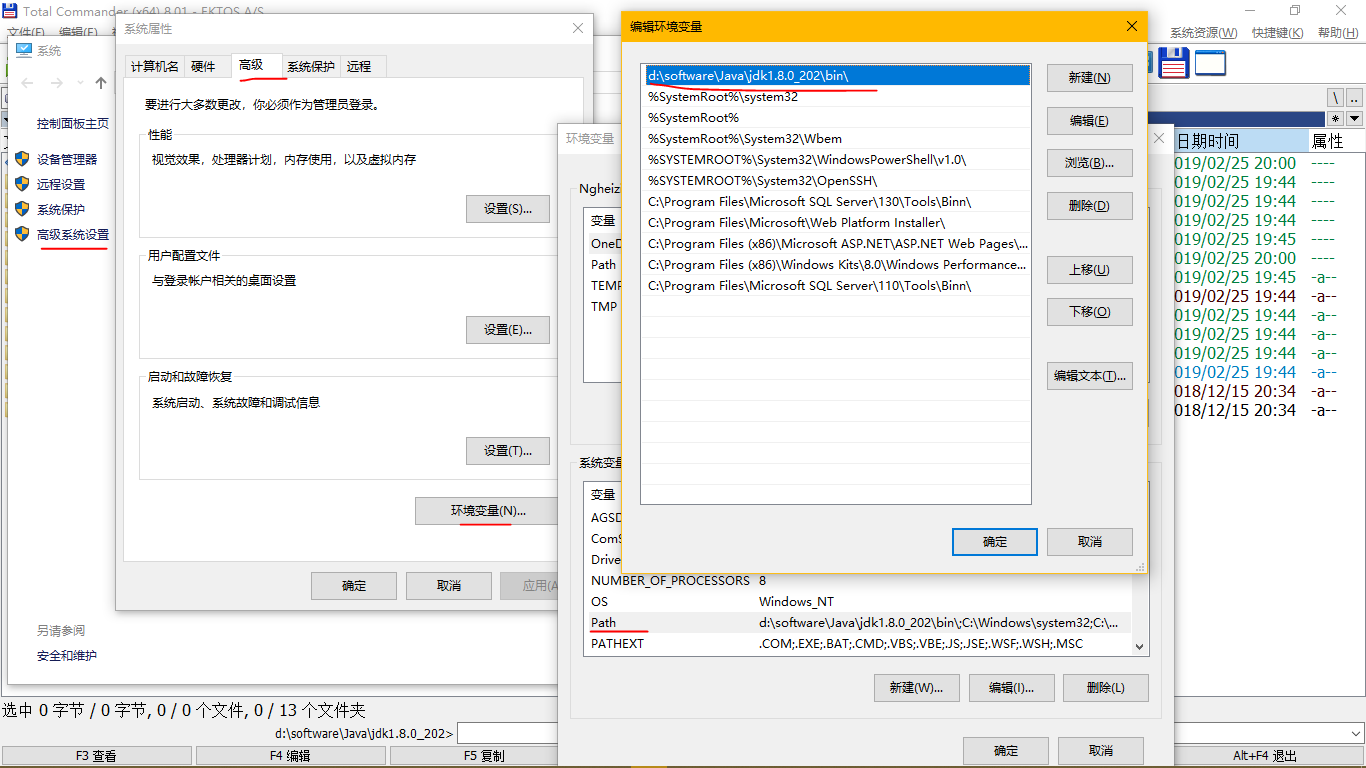 Total Commander (x64) 8.01 - EKTOS A/S
文件(F)
编辑(E)
系统资源(W)
快捷键(K)
帮助(H)
系统
控制面板主页
设备管理器
远程设置
系统保护
高级系统设置
另请参阅
安全和维护
系统属性
计算机名
硬件
高级
系统保护
远程
要进行大多数更改，你必须作为管理员登录。
性能
视觉效果，处理器计划，内存使用，以及虚拟内存
设置(S)...
用户配置文件
与登录帐户相关的桌面设置
设置(E)...
启动和故障恢复
系统启动、系统故障和调试信息
设置(T)...
环境变量(N)...
确定
取消
应用(A
环境变量
变量
OneD
Path
TEMP
TMP
系统变量
变量
AGSD
ComS
Drive
NUMBER_OF_PROCESSORS 8
OS Windows_NT
Path d:\software\Java\jdk1.8.0_202\bin\;C:\Windows\system32;C:\...
PATHEXT .COM;.EXE;.BAT;.CMD;.VBS;.VBE;.JS;.JSE;.WSF;.WSH;.MSC
新建(W)...
编辑(I)...
删除(L)
确定
取消
编辑环境变量
d:\software\Java\jdk1.8.0_202\bin\
%SystemRoot%\system32
%SystemRoot%
%SystemRoot%\System32\Wbem
%SYSTEMROOT%\System32\WindowsPowerShell\v1.0\
%SYSTEMROOT%\System32\OpenSSH\
C:\Program Files\Microsoft SQL Server\130\Tools\Binn\
C:\Program Files\Microsoft\Web Platform Installer\
C:\Program Files (x86)\Microsoft ASP.NET\ASP.NET Web Pages\...
C:\Program Files (x86)\Windows Kits\8.0\Windows Performance...
C:\Program Files\Microsoft SQL Server\110\Tools\Binn\
新建(N)
编辑(E)
浏览(B)...
删除(D)
上移(U)
下移(O)
编辑文本(T)...
确定
取消
\ ..
* 
日期时间 属性
019/02/25 20:00 ----
019/02/25 19:44 ----
019/02/25 19:44 ----
019/02/25 19:44 ----
019/02/25 19:45 ----
019/02/25 20:00 ----
019/02/25 19:45 -a--
019/02/25 19:44 -a--
019/02/25 19:44 -a--
019/02/25 19:44 -a--
019/02/25 19:44 -a--
018/12/15 20:34 -a--
018/12/15 20:34 -a--
选中 0 字节 / 0 字节, 0 / 0 个文件, 0 / 13 个文件夹
d:\software\Java\jdk1.8.0_202>
F3 查看
F4 编辑
F5 复制
Alt+F4 退出